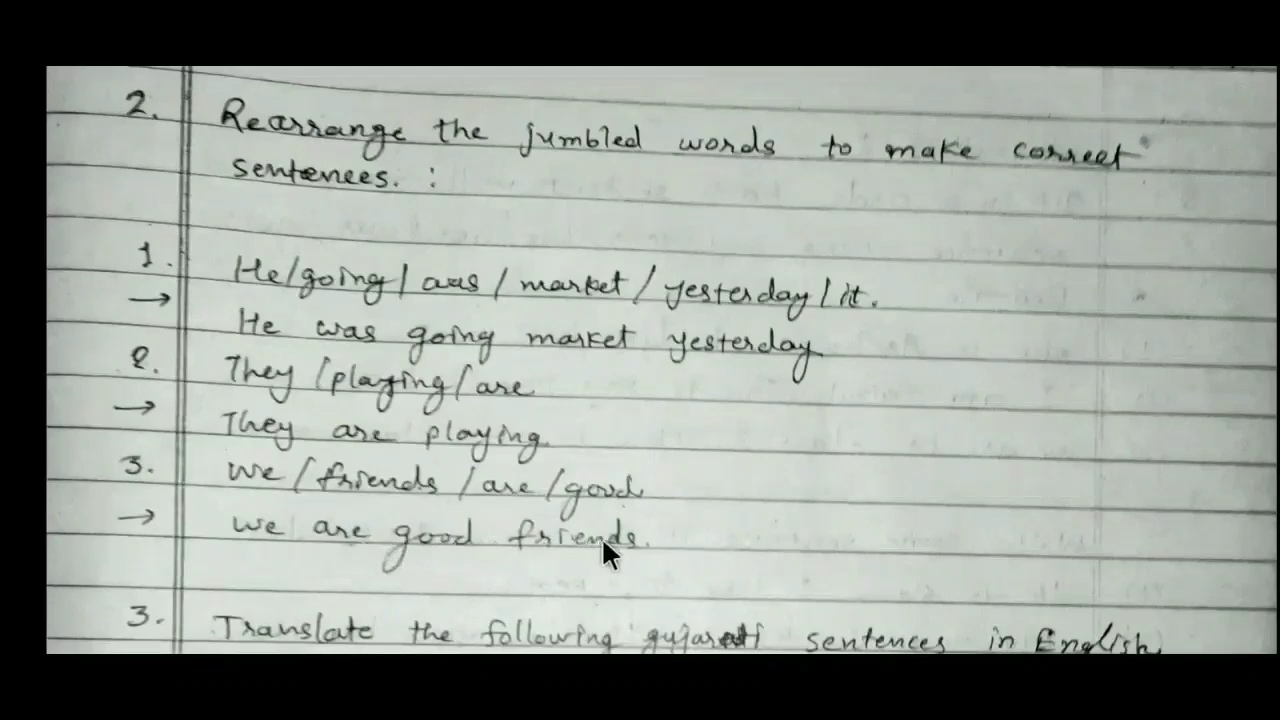 2. Rearrange the jumbled words to make correct
sentences. :
1. He/going/ aus / market / yesterday / it.
→ He was going market yesterday
2. They /playing/ are
→ They are playing.
3. we / friends / are /good
→ we are good friends.
3. Translate the following gujarati sentences in English